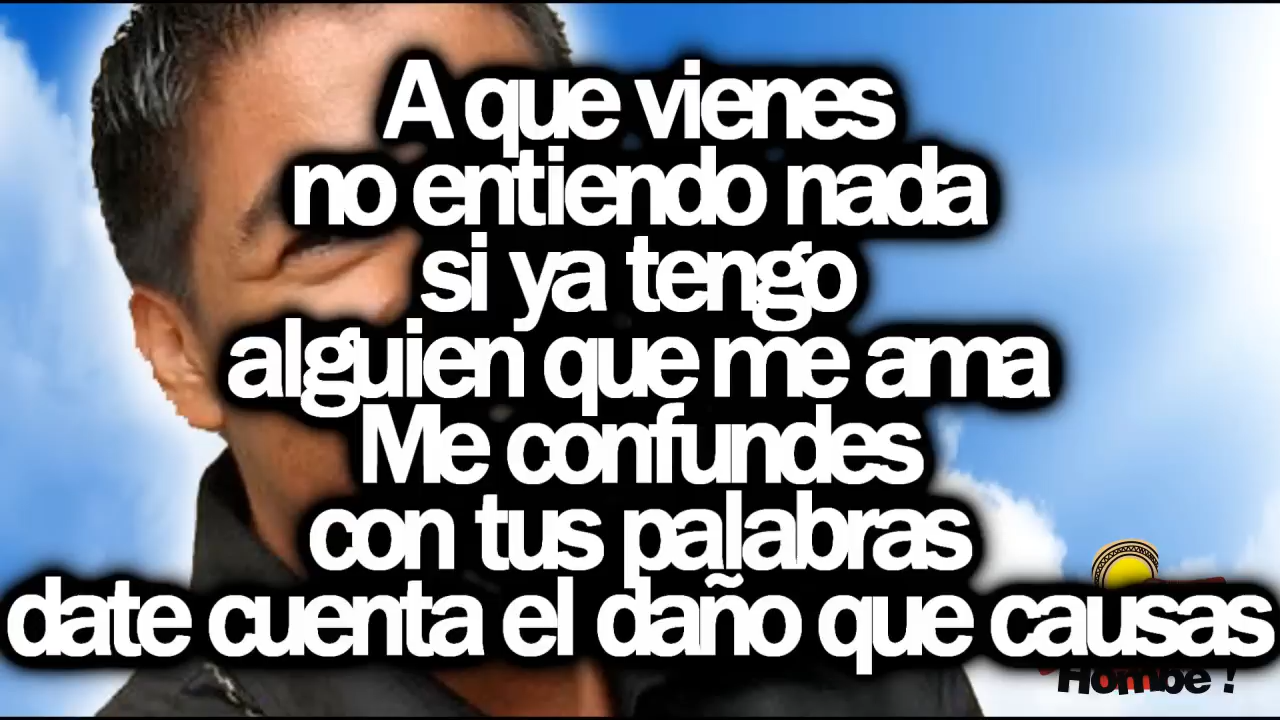 A que vienes
no entiendo nada
si ya tengo
alguien que me ama
Me confundes
con tus palabras
date cuenta el daño que causas
Hombe !